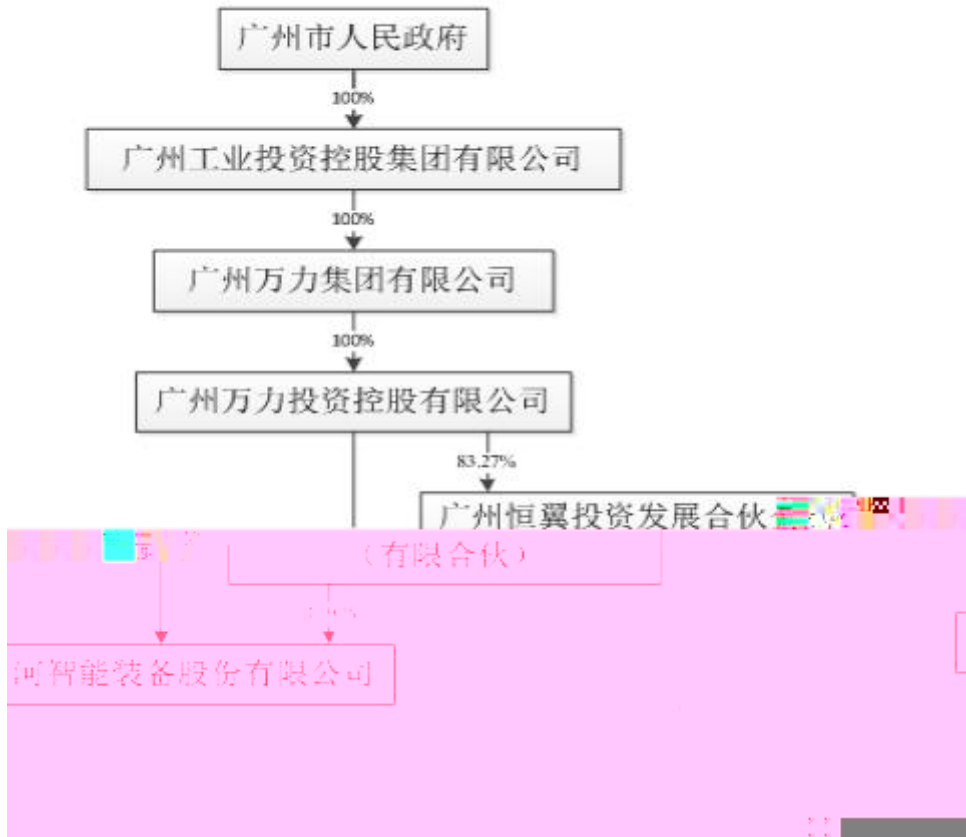 广州市人民政府
100%
广州工业投资控股集团有限公司
100%
广州万力集团有限公司
100%
广州万力投资控股有限公司
83.27%
广州恒翼投资发展合伙
（有限合伙）
河智能装备股份有限公司